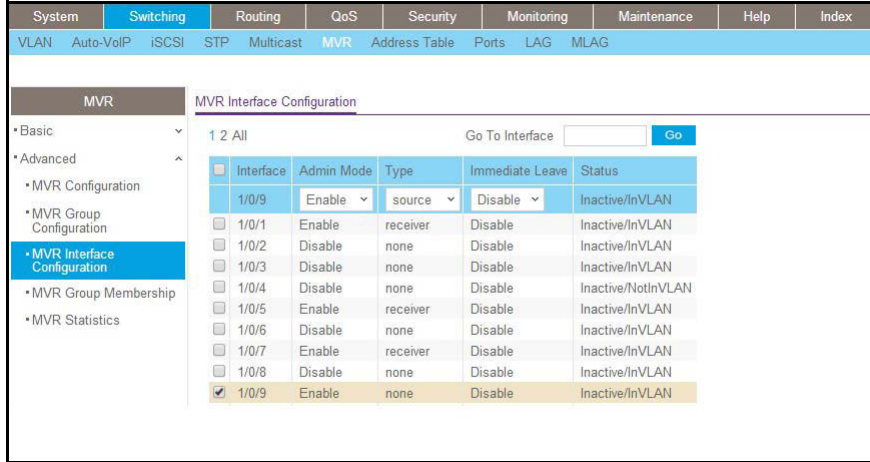 System Switching Routing QoS Security Monitoring Maintenance Help Index
VLAN Auto-VoIP iSCSI STP Multicast MVR Address Table Ports LAG MLAG
MVR
Basic
Advanced
MVR Configuration
MVR Group
Configuration
MVR Interface
Configuration
MVR Group Membership
MVR Statistics
MVR Interface Configuration
1 2 All Go To Interface Go
Interface Admin Mode Type Immediate Leave Status
1/0/9 Enable source Disable Inactive/InVLAN
1/0/1 Enable receiver Disable Inactive/InVLAN
1/0/2 Disable none Disable Inactive/InVLAN
1/0/3 Disable none Disable Inactive/InVLAN
1/0/4 Disable none Disable Inactive/NotInVLAN
1/0/5 Enable receiver Disable Inactive/InVLAN
1/0/6 Disable none Disable Inactive/InVLAN
1/0/7 Enable receiver Disable Inactive/InVLAN
1/0/8 Disable none Disable Inactive/InVLAN
1/0/9 Enable none Disable Inactive/InVLAN